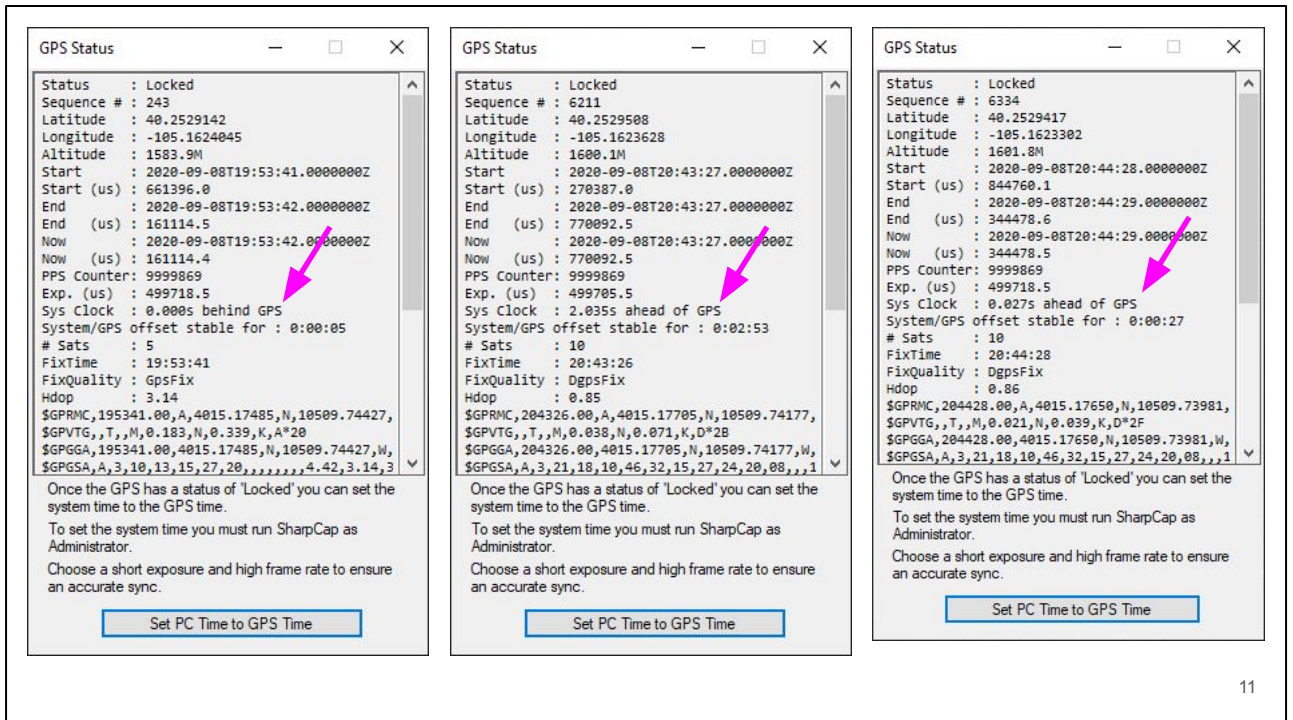 GPS Status
Status : Locked
Sequence # : 243
Latitude : 40.2529142
Longitude : -105.1624045
Altitude : 1583.9M
Start : 2020-09-08T19:53:41.0000000Z
Start (us) : 661396.0
End : 2020-09-08T19:53:42.0000000Z
End (us) : 161114.5
Now : 2020-09-08T19:53:42.0000000Z
Now (us) : 161114.4
PPS Counter: 9999869
Exp. (us) : 499718.5
Sys Clock : 0.000s behind GPS
System/GPS offset stable for : 0:00:05
# Sats : 5
FixTime : 19:53:41
FixQuality : GpsFix
Hdop : 3.14
$GPRMC,195341.00,A,4015.17485,N,10509.74427,
$GPVTG,,T,,M,0.183,N,0.339,K,A*20
$GPGGA,195341.00,4015.17485,N,10509.74427,W,
$GPGSA,A,3,10,13,15,27,20,,,,,,,,4.42,3.14,3
Once the GPS has a status of 'Locked' you can set the
system time to the GPS time.
To set the system time you must run SharpCap as
Administrator.
Choose a short exposure and high frame rate to ensure
an accurate sync.
Set PC Time to GPS Time
GPS Status
Status : Locked
Sequence # : 6211
Latitude : 40.2529508
Longitude : -105.1623628
Altitude : 1600.1M
Start : 2020-09-08T20:43:27.0000000Z
Start (us) : 270387.0
End : 2020-09-08T20:43:27.0000000Z
End (us) : 770092.5
Now : 2020-09-08T20:43:27.0000000Z
Now (us) : 770092.5
PPS Counter: 9999869
Exp. (us) : 499705.5
Sys Clock : 2.035s ahead of GPS
System/GPS offset stable for : 0:02:53
# Sats : 10
FixTime : 20:43:26
FixQuality : DgpsFix
Hdop : 0.85
$GPRMC,204326.00,A,4015.17705,N,10509.74177,
$GPVTG,,T,,M,0.038,N,0.071,K,D*2B
$GPGGA,204326.00,4015.17705,N,10509.74177,W,
$GPGSA,A,3,21,18,10,46,32,15,27,24,20,08,,,1
Once the GPS has a status of 'Locked' you can set the
system time to the GPS time.
To set the system time you must run SharpCap as
Administrator.
Choose a short exposure and high frame rate to ensure
an accurate sync.
Set PC Time to GPS Time
GPS Status
Status : Locked
Sequence # : 6334
Latitude : 40.2529417
Longitude : -105.1623302
Altitude : 1601.8M
Start : 2020-09-08T20:44:28.0000000Z
Start (us) : 844760.1
End : 2020-09-08T20:44:29.0000000Z
End (us) : 344478.6
Now : 2020-09-08T20:44:29.0000000Z
Now (us) : 344478.5
PPS Counter: 9999869
Exp. (us) : 499718.5
Sys Clock : 0.027s ahead of GPS
System/GPS offset stable for : 0:00:27
# Sats : 10
FixTime : 20:44:28
FixQuality : DgpsFix
Hdop : 0.86
$GPRMC,204428.00,A,4015.17650,N,10509.73981,
$GPVTG,,T,,M,0.021,N,0.039,K,D*2F
$GPGGA,204428.00,4015.17650,N,10509.73981,W,
$GPGSA,A,3,21,18,10,46,32,15,27,24,20,08,,,1
Once the GPS has a status of 'Locked' you can set the
system time to the GPS time.
To set the system time you must run SharpCap as
Administrator.
Choose a short exposure and high frame rate to ensure
an accurate sync.
Set PC Time to GPS Time
11